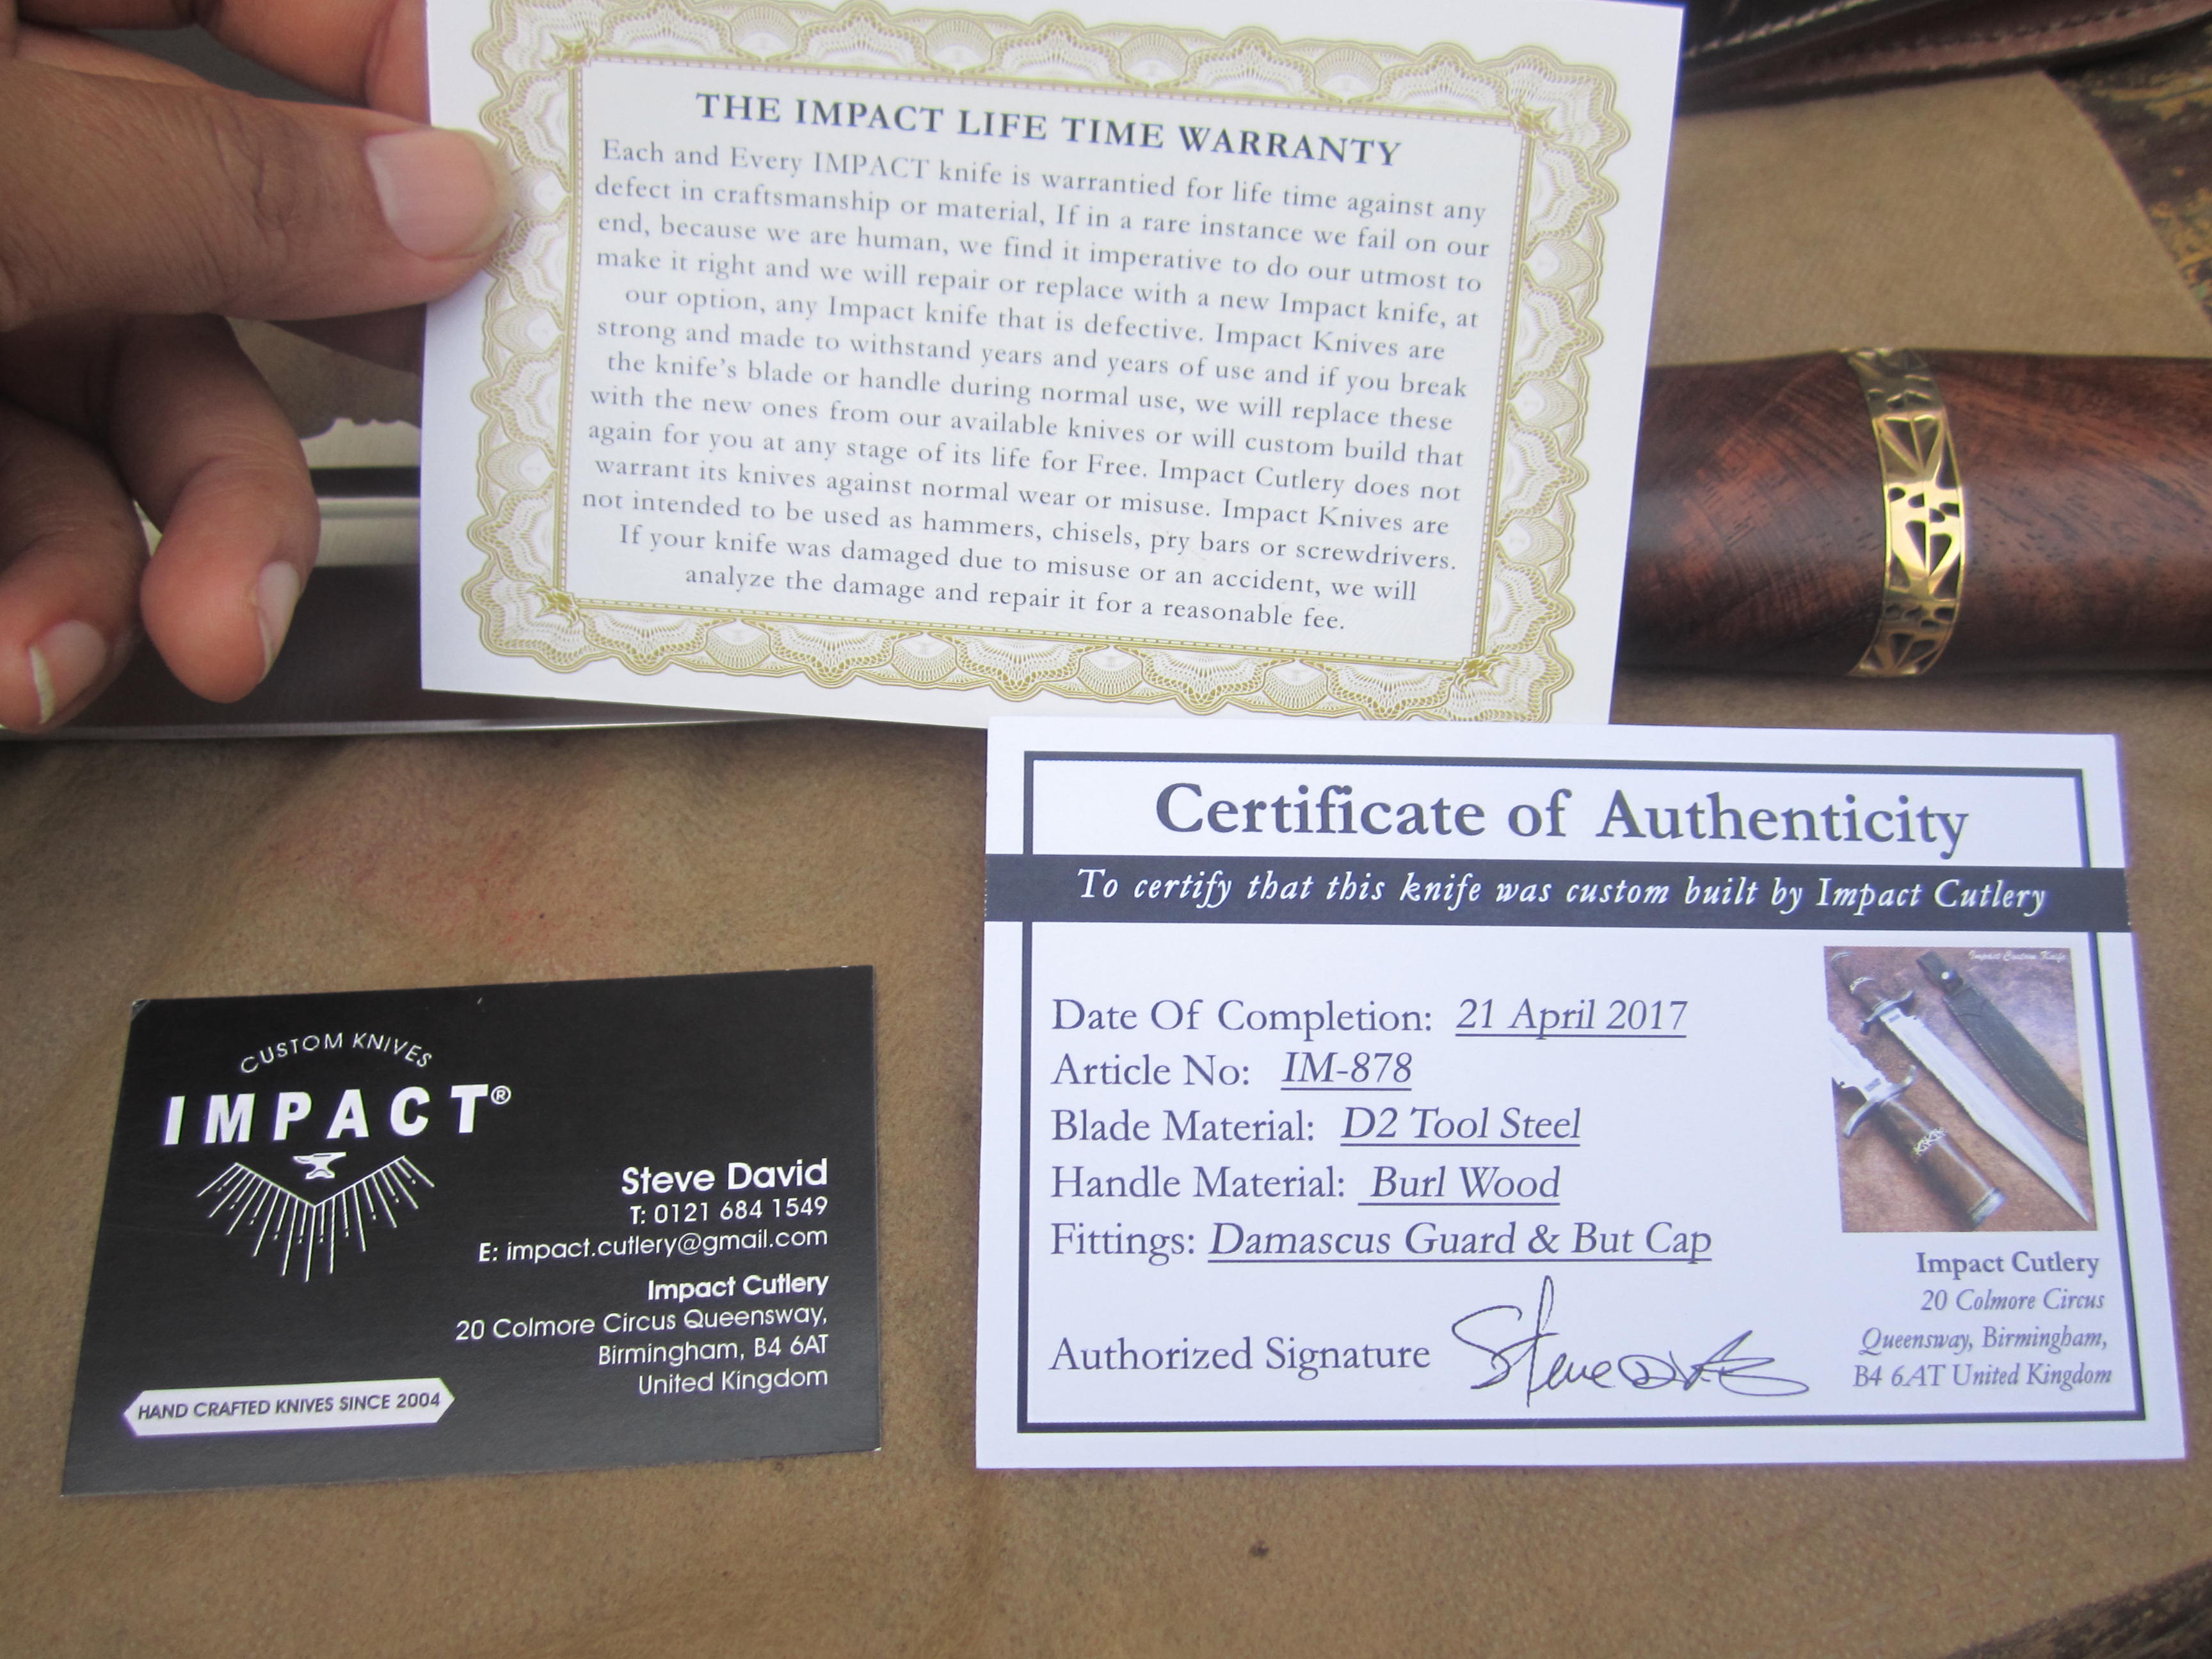 THE IMPACT LIFE TIME WARRANTY
Each and Every IMPACT knife is warrantied for life time against any
defect in craftsmanship or material, If in a rare instance we fail on our
end, because we are human, we find it imperative to do our utmost to
make it right and we will repair or replace with a new Impact knife, at
our option, any Impact knife that is defective. Impact Knives are
strong and made to withstand years and years of use and if you break
the knife's blade or handle during normal use, we will replace these
with the new ones from our available knives or will custom build that
again for you at any stage of its life for Free. Impact Cutlery does not
warrant its knives against normal wear or misuse. Impact Knives are
not intended to be used as hammers, chisels, pry bars or screwdrivers.
If your knife was damaged due to misuse or an accident, we will
analyze the damage and repair it for a reasonable fee.
Certificate of Authenticity
To certify that this knife was custom built by Impact Cutlery
Date Of Completion: 21 April 2017
Article No: IM-878
Blade Material: D2 Tool Steel
Handle Material: Burl Wood
Fittings: Damascus Guard & But Cap
Authorized Signature
Impact Custom Knife
Impact Cutlery
20 Colmore Circus
Queensway, Birmingham,
B4 6AT United Kingdom
CUSTOM KNIVES
IMPACT®
Steve David
T: 0121 684 1549
E: impact.cutlery@gmail.com
Impact Cutlery
20 Colmore Circus Queensway,
Birmingham, B4 6AT
United Kingdom
HAND CRAFTED KNIVES SINCE 2004